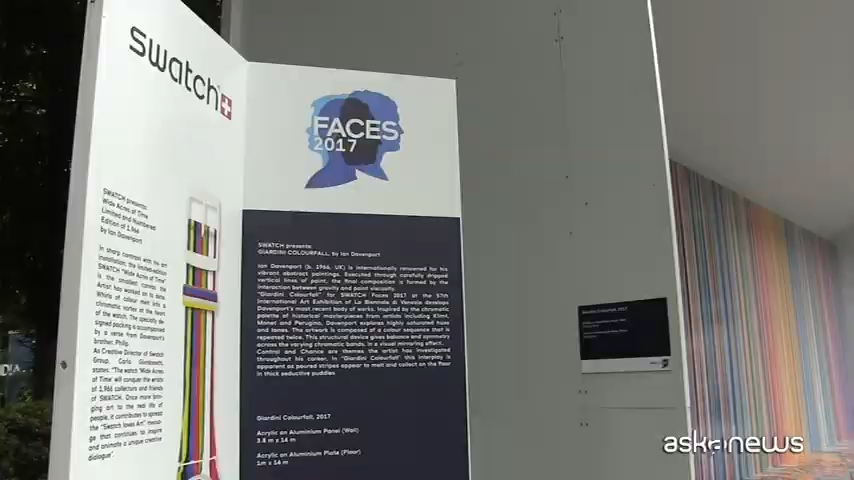 swatch
SWATCH presents:
Wide Acres of Time
Limited and Numbered
Edition of 1.966
by Ian Davenport
In sharp contrast with his art
installation, the limited-edition
SWATCH "Wide Acres of Time"
is the smallest canvas the
Artist has worked on to date.
Whirls of colour melt into a
chromatic vortex at the heart
of the watch. The specially de-
signed packing is accompanied
by a verse from Davenport's
brother, Philip.
As Creative Director of Swatch
Group, Carlo Giordanetti,
states: "The watch 'Wide Acres
of Time' will conquer the wrists
of 1.966 collectors and friends
of SWATCH. Once more brin-
ging art to the real life of
people, it contributes to spread
the "Swatch loves Art" messa-
ge that continues to inspire
and animate a unique creative
dialogue".
FACES
2017
SWATCH presents:
GIARDINI COLOURFALL, by Ian Davenport
Ian Davenport (b. 1966, UK) is internationally renowned for his
vibrant abstract paintings. Executed through carefully dripped
vertical lines of paint, the final composition is formed by the
interaction between gravity and paint viscosity.
"Giardini Colourfall" for SWATCH Faces 2017 at the 57th
International Art Exhibition of La Biennale di Venezia develops
Davenport's most recent body of works. Inspired by the chromatic
palette of historical masterpieces from artists including Klimt,
Monet and Perugino, Davenport explores highly saturated hues
and tones. The artwork is composed of a colour sequence that is
repeated twice. This structural device gives balance and symmetry
across the varying chromatic bands, in a visual mirroring effect.
Control and Chance are themes the artist has investigated
throughout his career. In "Giardini Colourfall" this interplay is
apparent as poured stripes appear to melt and collect on the floor
in thick seductive puddles.
Giardini Colourfall, 2017
Acrylic on Aluminium Panel (Wall)
3.8 m x 14 m
Acrylic on Aluminium Plate (Floor)
1m x 14 m
Giardini Colourfall, 2017
askanews